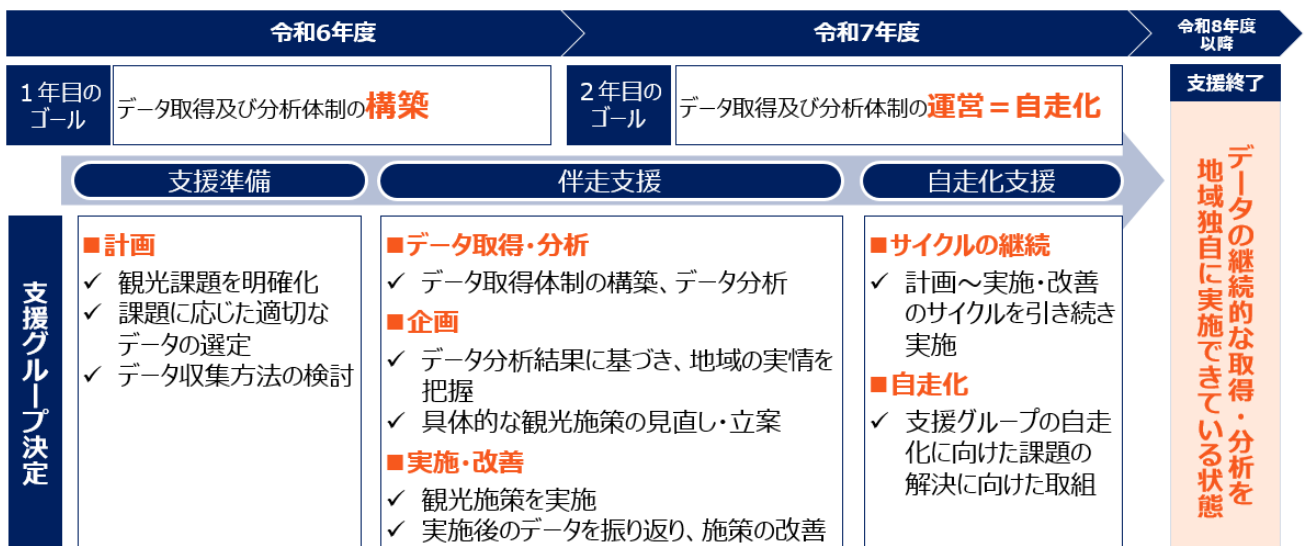 令和6年度
令和7年度
令和8年度
以降
1年目の
ゴール
データ取得及び分析体制の構築
2年目の
ゴール
データ取得及び分析体制の運営=自走化
支援終了
支援準備
伴走支援
自走化支援
支援グループ決定
■計画
✓ 観光課題を明確化
✓ 課題に応じた適切な
データの選定
✓ データ収集方法の検討
■データ取得・分析
✓ データ取得体制の構築、データ分析
■企画
✓ データ分析結果に基づき、地域の実情を
把握
✓ 具体的な観光施策の見直し・立案
■実施・改善
✓ 観光施策を実施
✓ 実施後のデータを振り返り、施策の改善
■サイクルの継続
✓ 計画~実施・改善
のサイクルを引き続き
実施
■自走化
✓ 支援グループの自走
化に向けた課題の
解決に向けた取組
データの継続的な取得・分析を
地域独自に実施できている状態